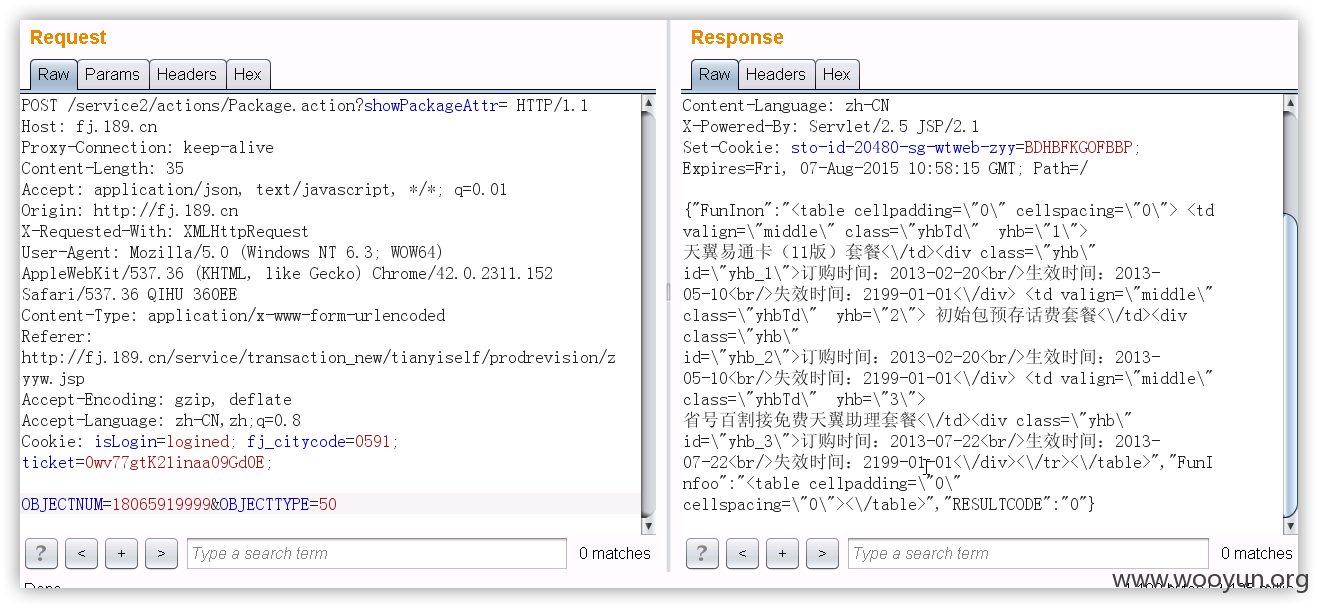 Request
Raw Params Headers Hex
POST /service2/actions/Package.action?showPackageAttr= HTTP/1.1
Host: fj.189.cn
Proxy-Connection: keep-alive
Content-Length: 35
Accept: application/json, text/javascript, */*; q=0.01
Origin: http://fj.189.cn
X-Requested-With: XMLHttpRequest
User-Agent: Mozilla/5.0 (Windows NT 6.3; WOW64)
AppleWebKit/537.36 (KHTML, like Gecko) Chrome/42.0.2311.152
Safari/537.36 QIHU 360EE
Content-Type: application/x-www-form-urlencoded
Referer:
http://fj.189.cn/service/transaction_new/tianyiself/prodrevision/z
yyw.jsp
Accept-Encoding: gzip, deflate
Accept-Language: zh-CN,zh;q=0.8
Cookie: isLogin=logined; fj_citycode=0591;
ticket=0wv77gtK21inaa09Gd0E;
OBJECTNUM=18065919999&OBJECTTYPE=50
? < + > Type a search term 0 matches
Response
Raw Headers Hex
Content-Language: zh-CN
X-Powered-By: Servlet/2.5 JSP/2.1
Set-Cookie: sto-id-20480-sg-wtweb-zyy=BDHBFKGOFBBP;
Expires=Fri, 07-Aug-2015 10:58:15 GMT; Path=/
{"FunInon":"<table cellpadding=\"0\" cellspacing=\"0\"> <td
valign=\"middle\" class=\"yhbTd\"  yhb=\"1\">
天翼易通卡（11版）套餐<\/td><div class=\"yhb\"
id=\"yhb_1\">订购时间：2013-02-20<br/>生效时间：2013-
05-10<br/>失效时间：2199-01-01<\/div> <td valign=\"middle\"
class=\"yhbTd\"  yhb=\"2\"> 初始包预存话费套餐<\/td><div
class=\"yhb\"
id=\"yhb_2\">订购时间：2013-02-20<br/>生效时间：2013-
05-10<br/>失效时间：2199-01-01<\/div> <td valign=\"middle\"
class=\"yhbTd\"  yhb=\"3\">
省号百割接免费天翼助理套餐<\/td><div class=\"yhb\"
id=\"yhb_3\">订购时间：2013-07-22<br/>生效时间：2013-
07-22<br/>失效时间：2199-01-01<\/div><\/tr><\/table>","FunI
nfoo":"<table cellpadding=\"0\"
cellspacing=\"0\"><\/table>","RESULTCODE":"0"}
? < + > Type a search term 0 matches
www.wooyun.org